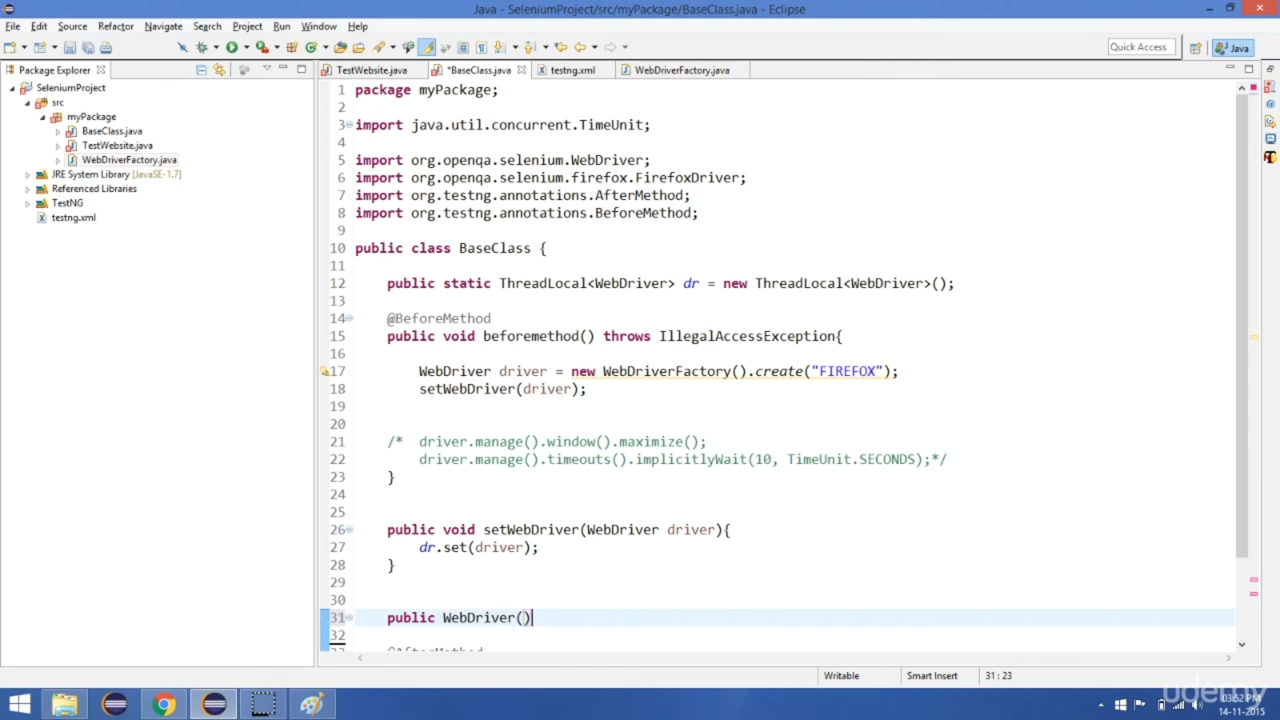 Java - SeleniumProject/src/myPackage/BaseClass.java - Eclipse
File Edit Source Refactor Navigate Search Project Run Window Help
Quick Access Java
Package Explorer
TestWebsite.java *BaseClass.java testng.xml WebDriverFactory.java
SeleniumProject
src
myPackage
BaseClass.java
TestWebsite.java
WebDriverFactory.java
JRE System Library [JavaSE-1.7]
Referenced Libraries
TestNG
testng.xml
1 package myPackage;
2
3 import java.util.concurrent.TimeUnit;
4
5 import org.openqa.selenium.WebDriver;
6 import org.openqa.selenium.firefox.FirefoxDriver;
7 import org.testng.annotations.AfterMethod;
8 import org.testng.annotations.BeforeMethod;
9
10 public class BaseClass {
11
12 public static ThreadLocal<WebDriver> dr = new ThreadLocal<WebDriver>();
13
14 @BeforeMethod
15 public void beforemethod() throws IllegalAccessException{
16
17 WebDriver driver = new WebDriverFactory().create("FIREFOX");
18 setWebDriver(driver);
19
20
21 /* driver.manage().window().maximize();
22 driver.manage().timeouts().implicitlyWait(10, TimeUnit.SECONDS);*/
23 }
24
25
26 public void setWebDriver(WebDriver driver){
27 dr.set(driver);
28 }
29
30
31 public WebDriver()
32
33 @AfterMethod
Writable Smart Insert 31 : 23
udemy
03:52 PM
14-11-2015